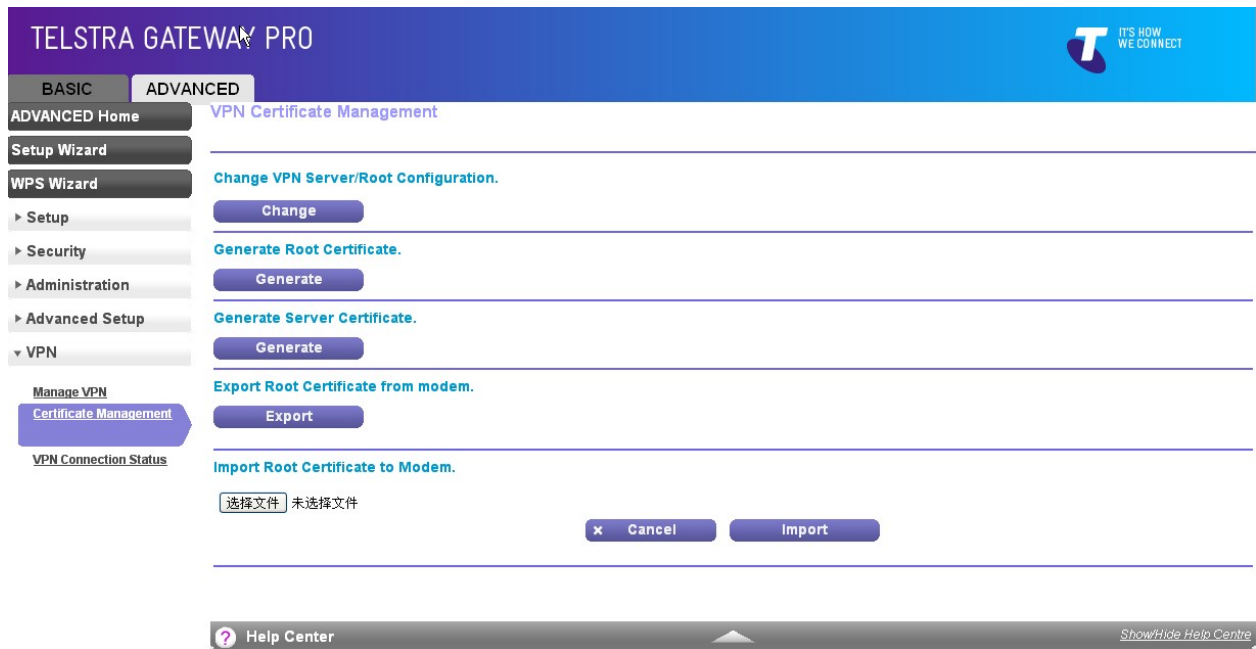 TELSTRA GATEWAY PRO
IT'S HOW
WE CONNECT
BASIC
ADVANCED
ADVANCED Home
Setup Wizard
WPS Wizard
Setup
Security
Administration
Advanced Setup
VPN
Manage VPN
Certificate Management
VPN Connection Status
VPN Certificate Management
Change VPN Server/Root Configuration.
Change
Generate Root Certificate.
Generate
Generate Server Certificate.
Generate
Export Root Certificate from modem.
Export
Import Root Certificate to Modem.
选择文件 未选择文件
Cancel
Import
Help Center
Show/Hide Help Centre